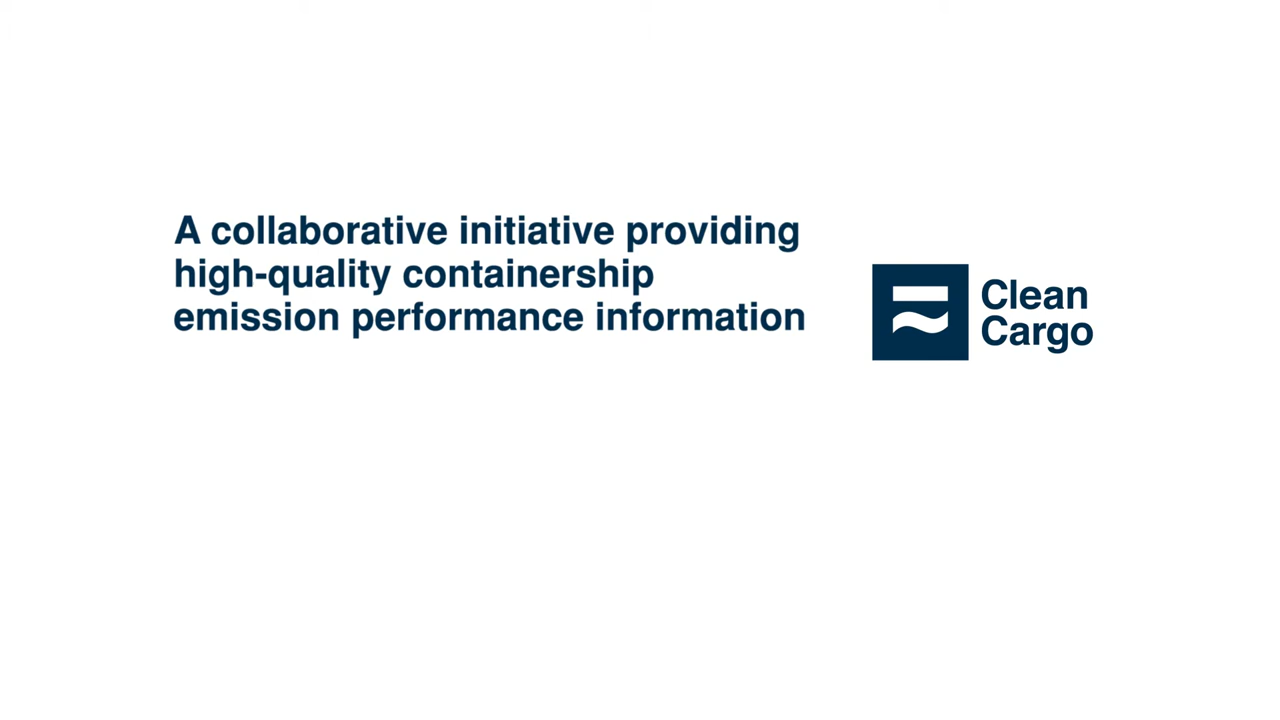 A collaborative initiative providing
high-quality containership
emission performance information
Clean
Cargo